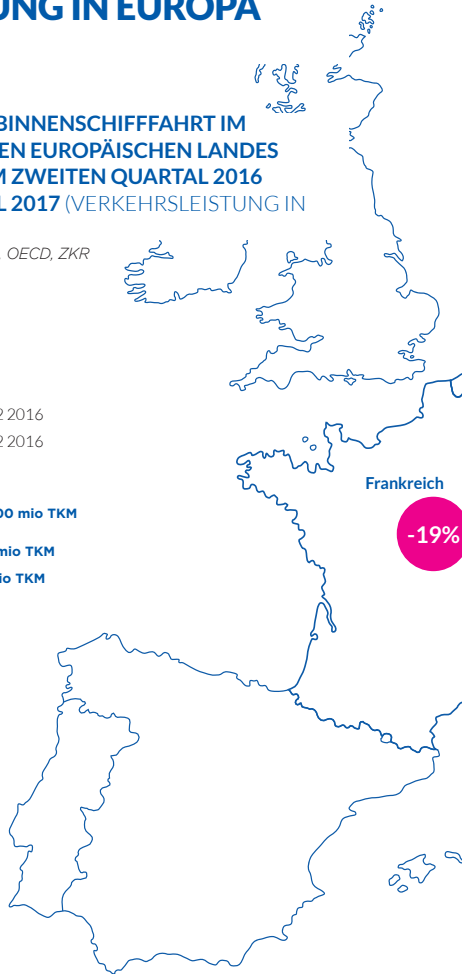 UNG IN EUROPA
BINNENSCHIFFFAHRT IM
EN EUROPÄISCHEN LANDES
M ZWEITEN QUARTAL 2016
L 2017 (VERKEHRSLEISTUNG IN
, OECD, ZKR
2 2016
2 2016
00 mio TKM
mio TKM
io TKM
Frankreich
-19%